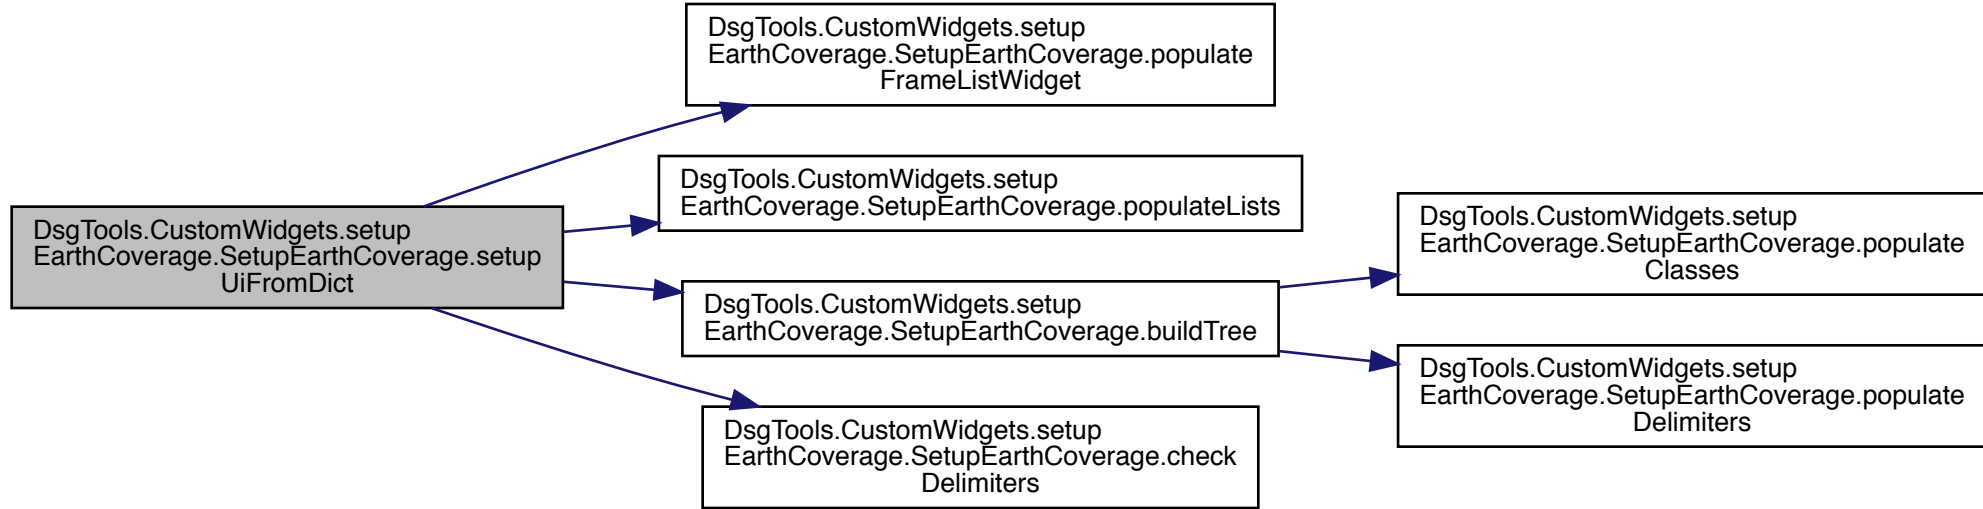 DsgTools.CustomWidgets.setup
EarthCoverage.SetupEarthCoverage.setup
UiFromDict
DsgTools.CustomWidgets.setup
EarthCoverage.SetupEarthCoverage.populate
FrameListWidget
DsgTools.CustomWidgets.setup
EarthCoverage.SetupEarthCoverage.populateLists
DsgTools.CustomWidgets.setup
EarthCoverage.SetupEarthCoverage.buildTree
DsgTools.CustomWidgets.setup
EarthCoverage.SetupEarthCoverage.check
Delimiters
DsgTools.CustomWidgets.setup
EarthCoverage.SetupEarthCoverage.populate
Classes
DsgTools.CustomWidgets.setup
EarthCoverage.SetupEarthCoverage.populate
Delimiters